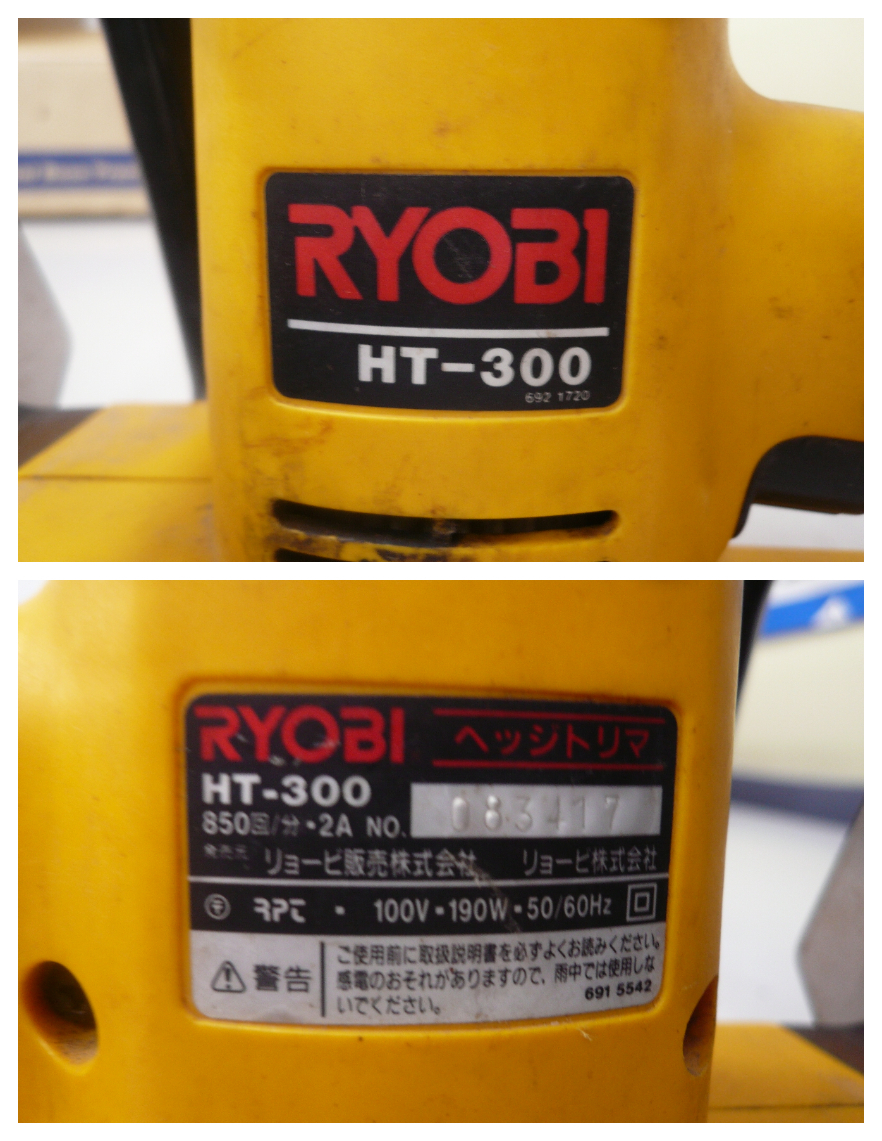 RYOBI
HT-300
692 1720
RYOBI ヘッジトリマ
HT-300
850回/分・2A NO. 083417
発売元 リョービ販売株式会社 リョービ株式会社
100V・190W・50/60Hz
警告
ご使用前に取扱説明書を必ずよくお読みください。
感電のおそれがありますので、雨中では使用しな
いでください。
691 5542